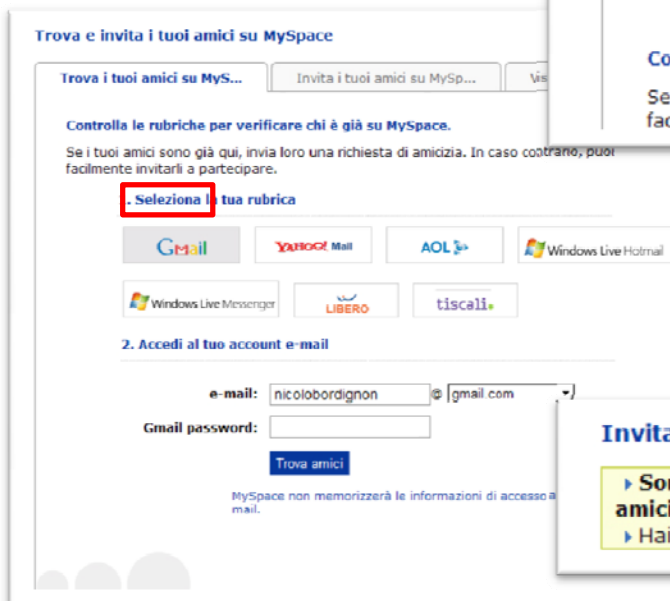 Trova e invita i tuoi amici su MySpace
Trova i tuoi amici su MyS...
Invita i tuoi amici su MySp...
Vis
Controlla le rubriche per verificare chi è già su MySpace.
Se i tuoi amici sono già qui, invia loro una richiesta di amicizia. In caso contrario, puoi
facilmente invitarli a partecipare.
. Seleziona la tua rubrica
GMail
YAHOO! Mail
AOL
Windows Live Hotmail
Windows Live Messenger
LIBERO
tiscali.
2. Accedi al tuo account e-mail
e-mail: nicolobordignon @ gmail.com
Gmail password:
Trova amici
MySpace non memorizzerà le informazioni di accesso a
mail.
Co
Se
fac
Invita
Sor
amici
Hai